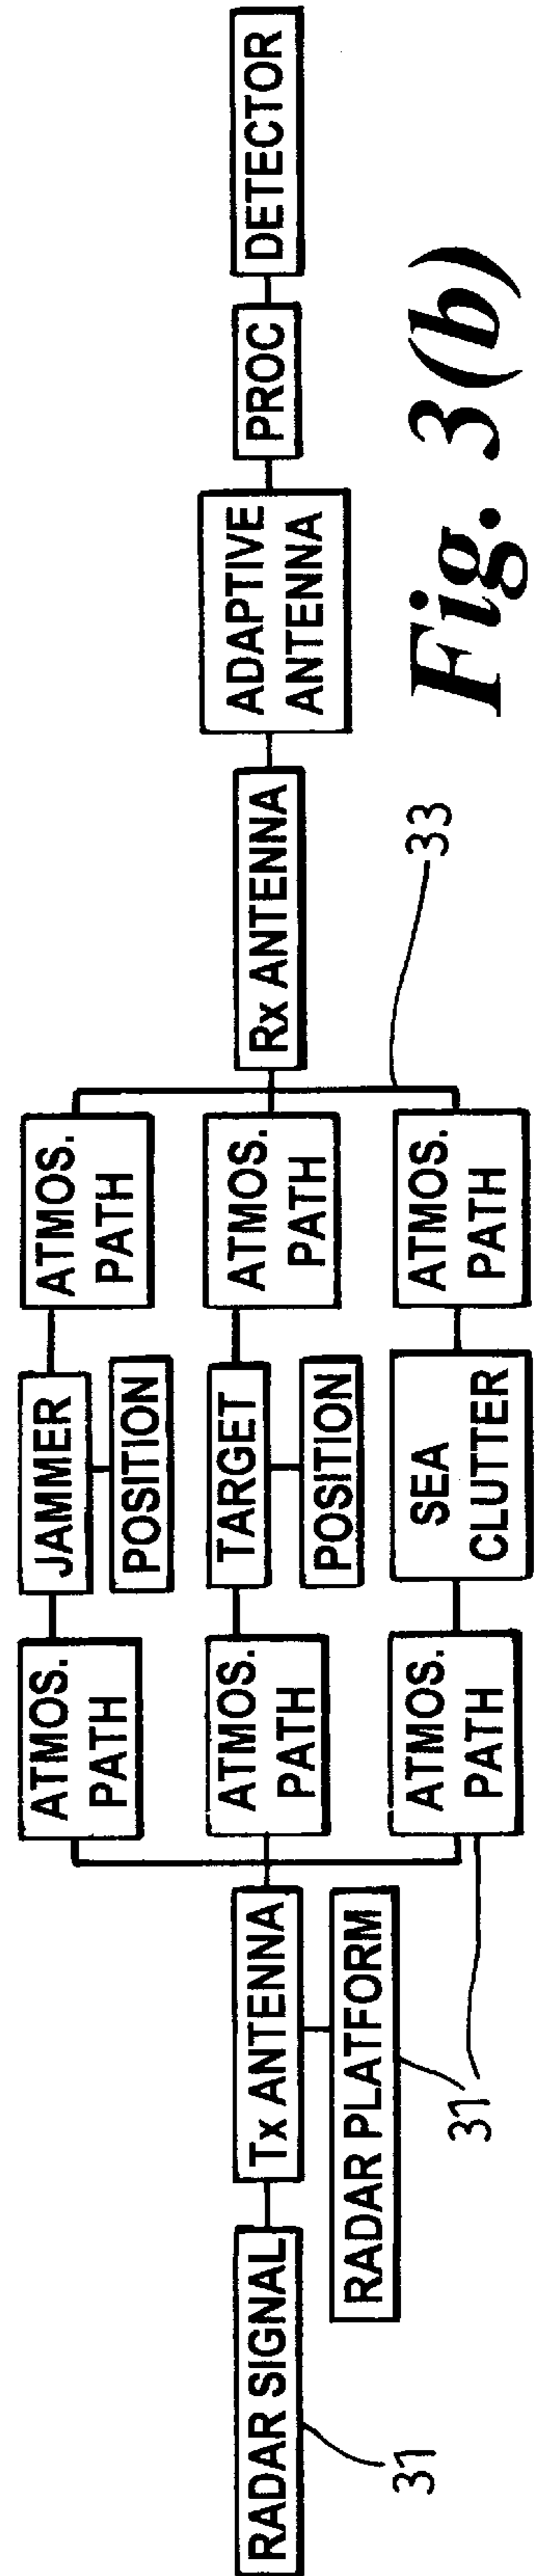 RADAR SIGNAL
31
Tx ANTENNA
RADAR PLATFORM
31
ATMOS.
PATH
JAMMER
POSITION
ATMOS.
PATH
ATMOS.
PATH
TARGET
POSITION
ATMOS.
PATH
ATMOS.
PATH
SEA
CLUTTER
ATMOS.
PATH
33
Rx ANTENNA
ADAPTIVE
ANTENNA
PROC
DETECTOR
Fig. 3(b)